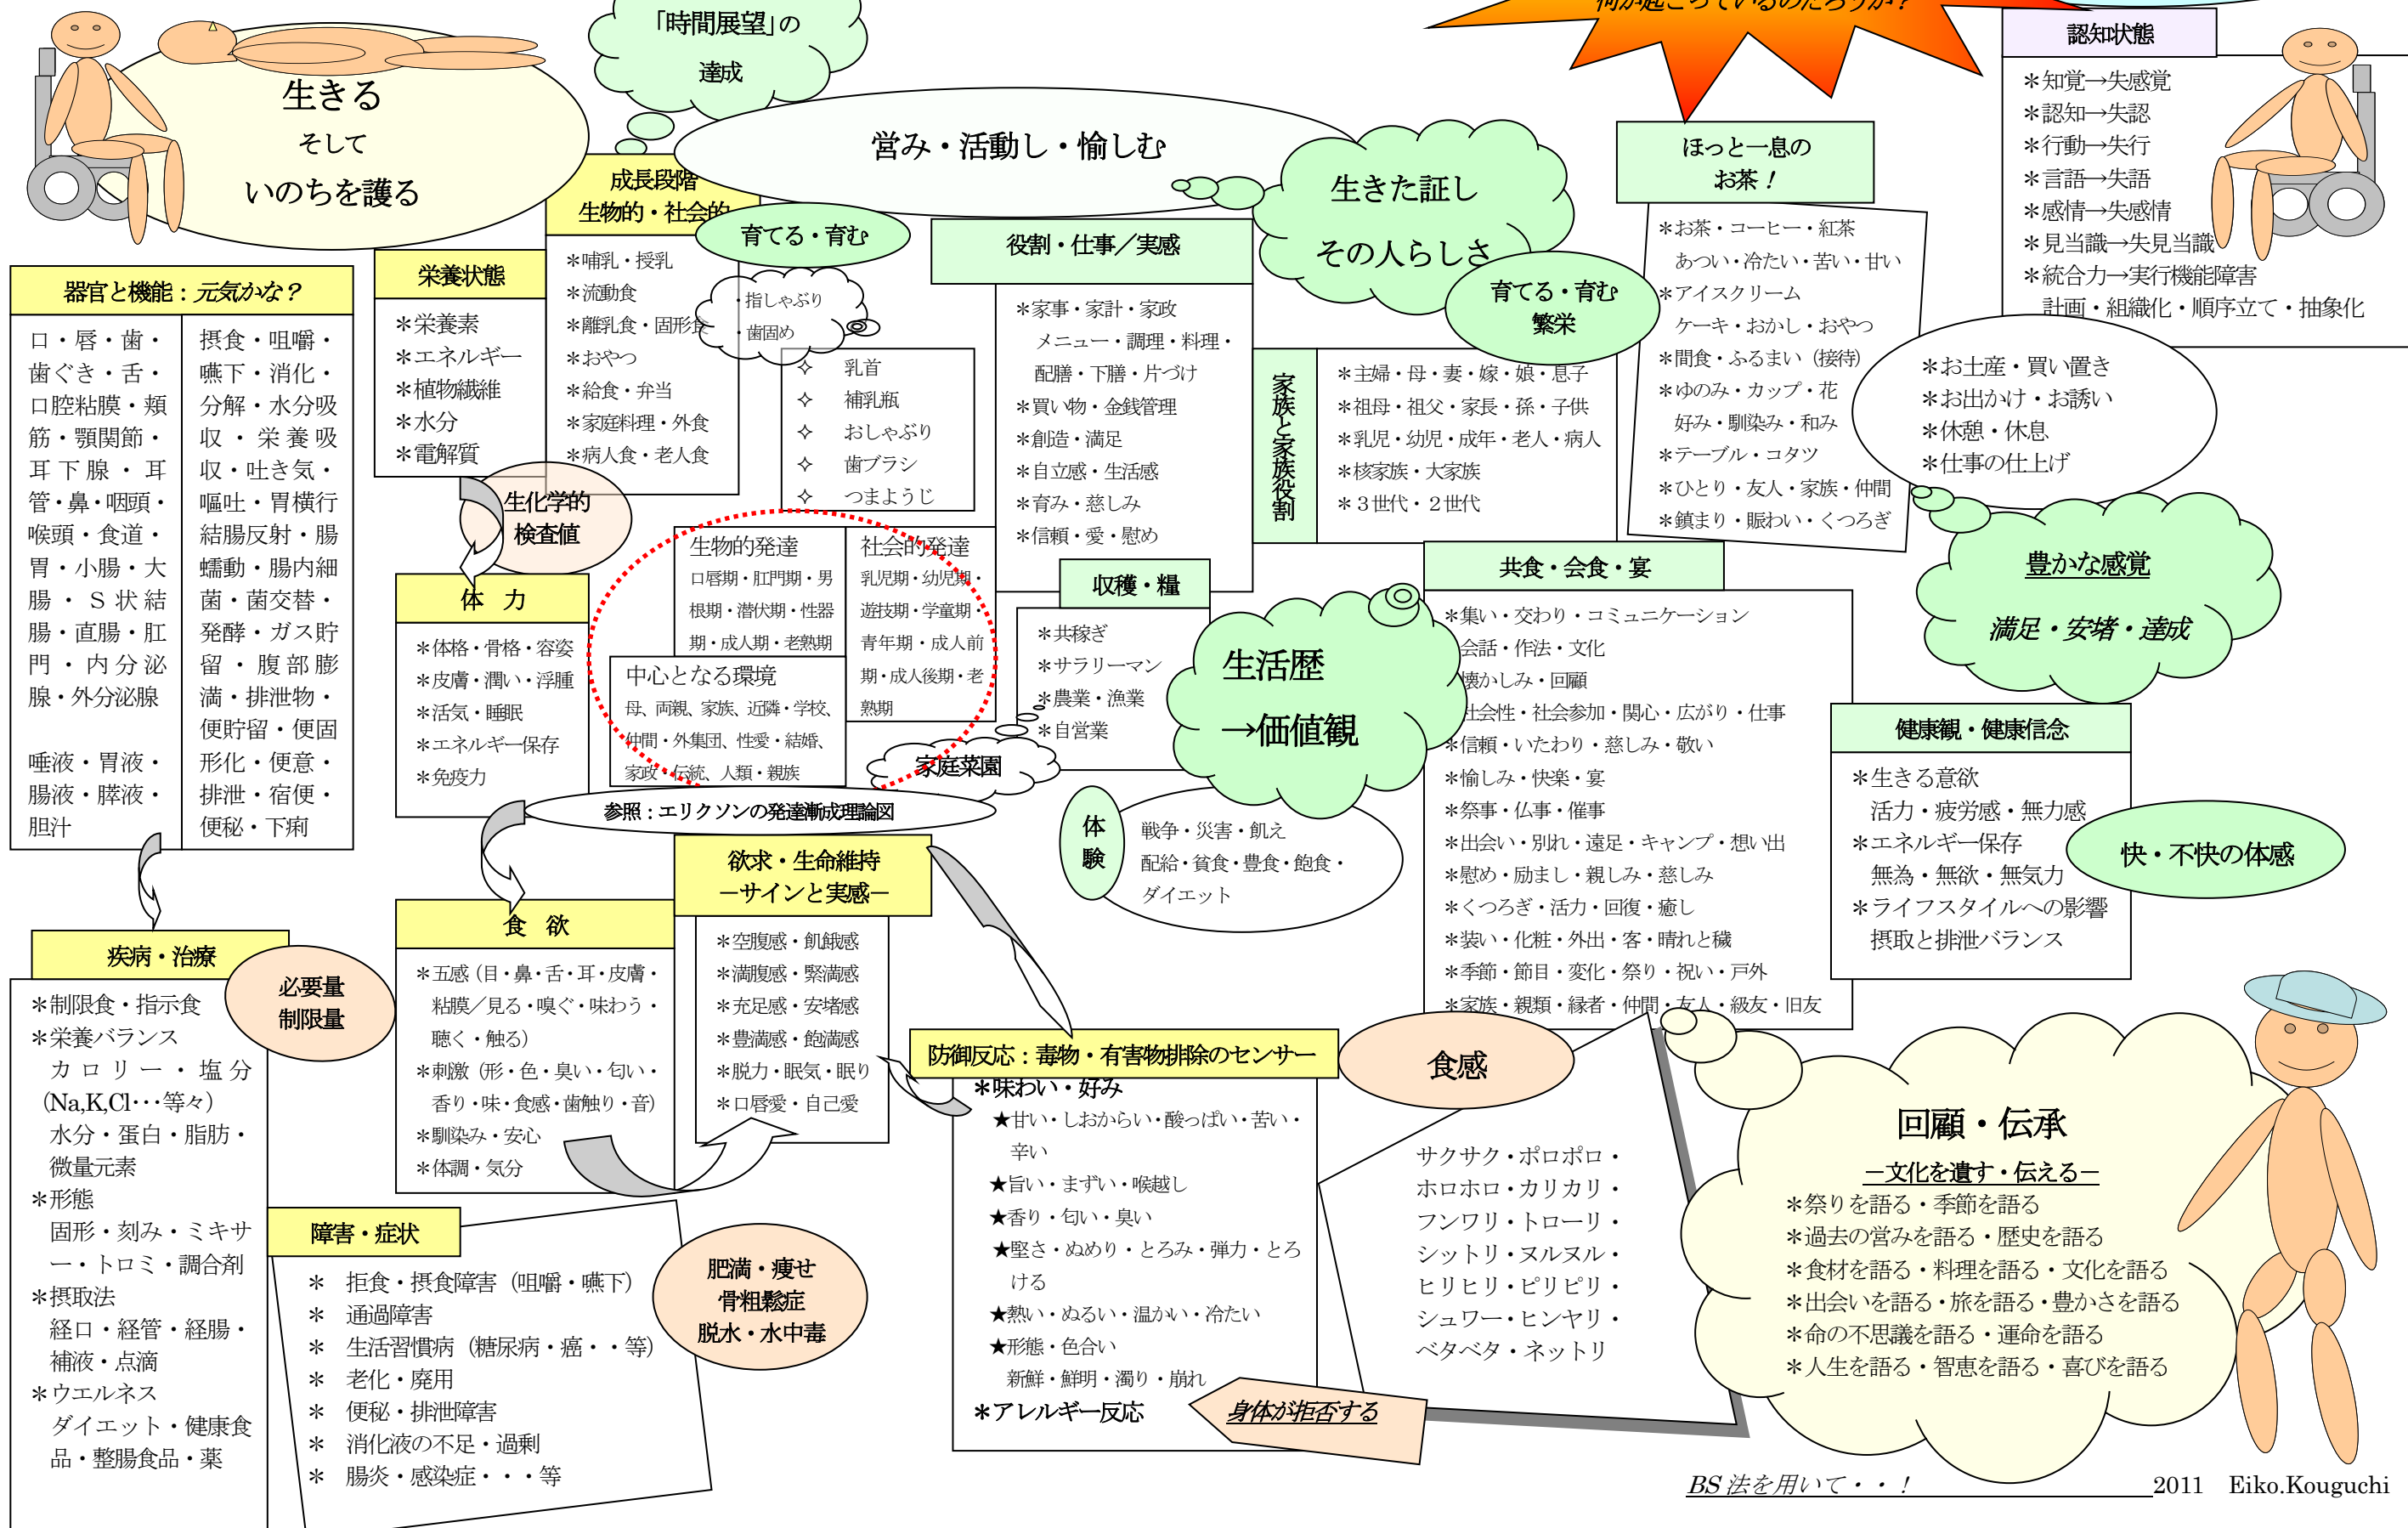 何が起こっているのだろうか？
「時間展望」の
達成
生きる
そして
いのちを護る
営み・活動し・愉しむ
生きた証し
その人らしさ
成長段階
生物的・社会的
＊哺乳・授乳
＊流動食
＊離乳食・固形食
＊おやつ
＊給食・弁当
＊家庭料理・外食
＊病人食・老人食
育てる・育む
・指しゃぶり
・歯固め
✧ 乳首
✧ 補乳瓶
✧ おしゃぶり
✧ 歯ブラシ
✧ つまようじ
栄養状態
＊栄養素
＊エネルギー
＊植物繊維
＊水分
＊電解質
生化学的
検査値
器官と機能：元気かな？
口・唇・歯・
歯ぐき・舌・
口腔粘膜・頬
筋・顎関節・
耳下腺・耳
管・鼻・咽頭・
喉頭・食道・
胃・小腸・大
腸・Ｓ状結
腸・直腸・肛
門・内分泌
腺・外分泌腺
唾液・胃液・
腸液・膵液・
胆汁
摂食・咀嚼・
嚥下・消化・
分解・水分吸
収・栄養吸
収・吐き気・
嘔吐・胃横行
結腸反射・腸
蠕動・腸内細
菌・菌交替・
発酵・ガス貯
留・腹部膨
満・排泄物・
便貯留・便固
形化・便意・
排泄・宿便・
便秘・下痢
体 力
＊体格・骨格・容姿
＊皮膚・潤い・浮腫
＊活気・睡眠
＊エネルギー保存
＊免疫力
生物的発達
口唇期・肛門期・男
根期・潜伏期・性器
期・成人期・老熟期
社会的発達
乳児期・幼児期・
遊技期・学童期・
青年期・成人前
期・成人後期・老
熟期
中心となる環境
母、両親、家族、近隣・学校、
仲間・外集団、性愛・結婚、
家政・伝統、人類・親族
参照：エリクソンの発達漸成理論図
家庭菜園
役割・仕事／実感
＊家事・家計・家政
メニュー・調理・料理・
配膳・下膳・片づけ
＊買い物・金銭管理
＊創造・満足
＊自立感・生活感
＊育み・慈しみ
＊信頼・愛・慰め
収穫・糧
＊共稼ぎ
＊サラリーマン
＊農業・漁業
＊自営業
生活歴
→価値観
体
験
戦争・災害・飢え
配給・貧食・豊食・飽食・
ダイエット
育てる・育む
繁栄
家族と家族役割
＊主婦・母・妻・嫁・娘・息子
＊祖母・祖父・家長・孫・子供
＊乳児・幼児・成年・老人・病人
＊核家族・大家族
＊３世代・２世代
ほっと一息の
お茶！
＊お茶・コーヒー・紅茶
あつい・冷たい・苦い・甘い
＊アイスクリーム
ケーキ・おかし・おやつ
＊間食・ふるまい（接待）
＊ゆのみ・カップ・花
好み・馴染み・和み
＊テーブル・コタツ
＊ひとり・友人・家族・仲間
＊鎮まり・賑わい・くつろぎ
認知状態
＊知覚→失感覚
＊認知→失認
＊行動→失行
＊言語→失語
＊感情→失感情
＊見当識→失見当識
＊統合力→実行機能障害
計画・組織化・順序立て・抽象化
＊お土産・買い置き
＊お出かけ・お誘い
＊休憩・休息
＊仕事の仕上げ
豊かな感覚
満足・安堵・達成
共食・会食・宴
＊集い・交わり・コミュニケーション
会話・作法・文化
懐かしみ・回顧
社会性・社会参加・関心・広がり・仕事
＊信頼・いたわり・慈しみ・敬い
＊愉しみ・快楽・宴
＊祭事・仏事・催事
＊出会い・別れ・遠足・キャンプ・想い出
＊慰め・励まし・親しみ・慈しみ
＊くつろぎ・活力・回復・癒し
＊装い・化粧・外出・客・晴れと穢
＊季節・節目・変化・祭り・祝い・戸外
＊家族・親類・縁者・仲間・友人・級友・旧友
健康観・健康信念
＊生きる意欲
活力・疲労感・無力感
＊エネルギー保存
無為・無欲・無気力
＊ライフスタイルへの影響
摂取と排泄バランス
快・不快の体感
疾病・治療
＊制限食・指示食
＊栄養バランス
カロリー・塩分
（Na,K,Cl・・・等々）
水分・蛋白・脂肪・
微量元素
＊形態
固形・刻み・ミキサ
ー・トロミ・調合剤
＊摂取法
経口・経管・経腸・
補液・点滴
＊ウエルネス
ダイエット・健康食
品・整腸食品・薬
必要量
制限量
食 欲
＊五感（目・鼻・舌・耳・皮膚・
粘膜／見る・嗅ぐ・味わう・
聴く・触る）
＊刺激（形・色・臭い・匂い・
香り・味・食感・歯触り・音）
＊馴染み・安心
＊体調・気分
欲求・生命維持
－サインと実感－
＊空腹感・飢餓感
＊満腹感・緊満感
＊充足感・安堵感
＊豊満感・飽満感
＊脱力・眠気・眠り
＊口唇愛・自己愛
障害・症状
＊ 拒食・摂食障害（咀嚼・嚥下）
＊ 通過障害
＊ 生活習慣病（糖尿病・癌・・等）
＊ 老化・廃用
＊ 便秘・排泄障害
＊ 消化液の不足・過剰
＊ 腸炎・感染症・・・等
肥満・痩せ
骨粗鬆症
脱水・水中毒
防御反応：毒物・有害物排除のセンサー
＊味わい・好み
★甘い・しおからい・酸っぱい・苦い・
辛い
★旨い・まずい・喉越し
★香り・匂い・臭い
★堅さ・ぬめり・とろみ・弾力・とろ
ける
★熱い・ぬるい・温かい・冷たい
★形態・色合い
新鮮・鮮明・濁り・崩れ
＊アレルギー反応
身体が拒否する
食感
サクサク・ポロポロ・
ホロホロ・カリカリ・
フンワリ・トローリ・
シットリ・ヌルヌル・
ヒリヒリ・ピリピリ・
シュワー・ヒンヤリ・
ベタベタ・ネットリ
回顧・伝承
－文化を遺す・伝える－
＊祭りを語る・季節を語る
＊過去の営みを語る・歴史を語る
＊食材を語る・料理を語る・文化を語る
＊出会いを語る・旅を語る・豊かさを語る
＊命の不思議を語る・運命を語る
＊人生を語る・智恵を語る・喜びを語る
BS 法を用いて・・！ 2011 Eiko.Kouguchi